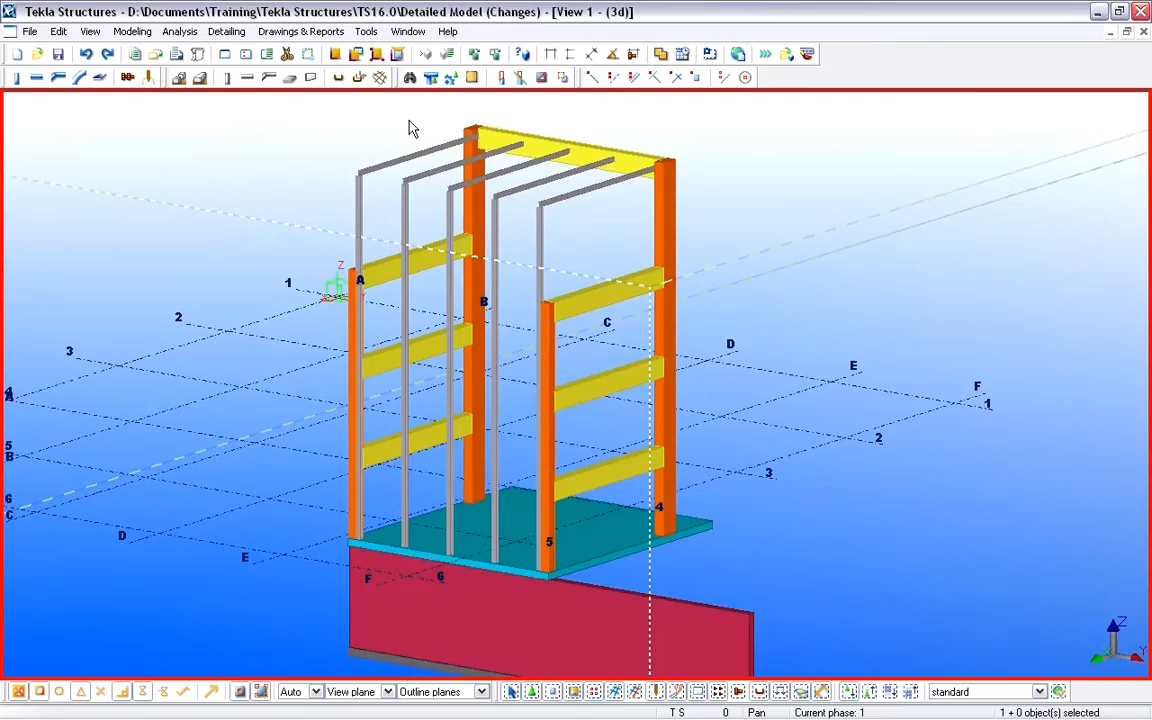 Tekla Structures - D:\Documents\Training\Tekla Structures\TS16.0\Detailed Model (Changes) - [View 1 - (3d)]
File Edit View Modeling Analysis Detailing Drawings & Reports Tools Window Help
Z
1 A
B
2 C
3 D
E
F
4 1
A
2
5 3
B
6 4
C
D 5
E
F 6
Z
X Y
Auto View plane Outline planes standard
T S 0 Pan Current phase: 1 1 + 0 object(s) selected